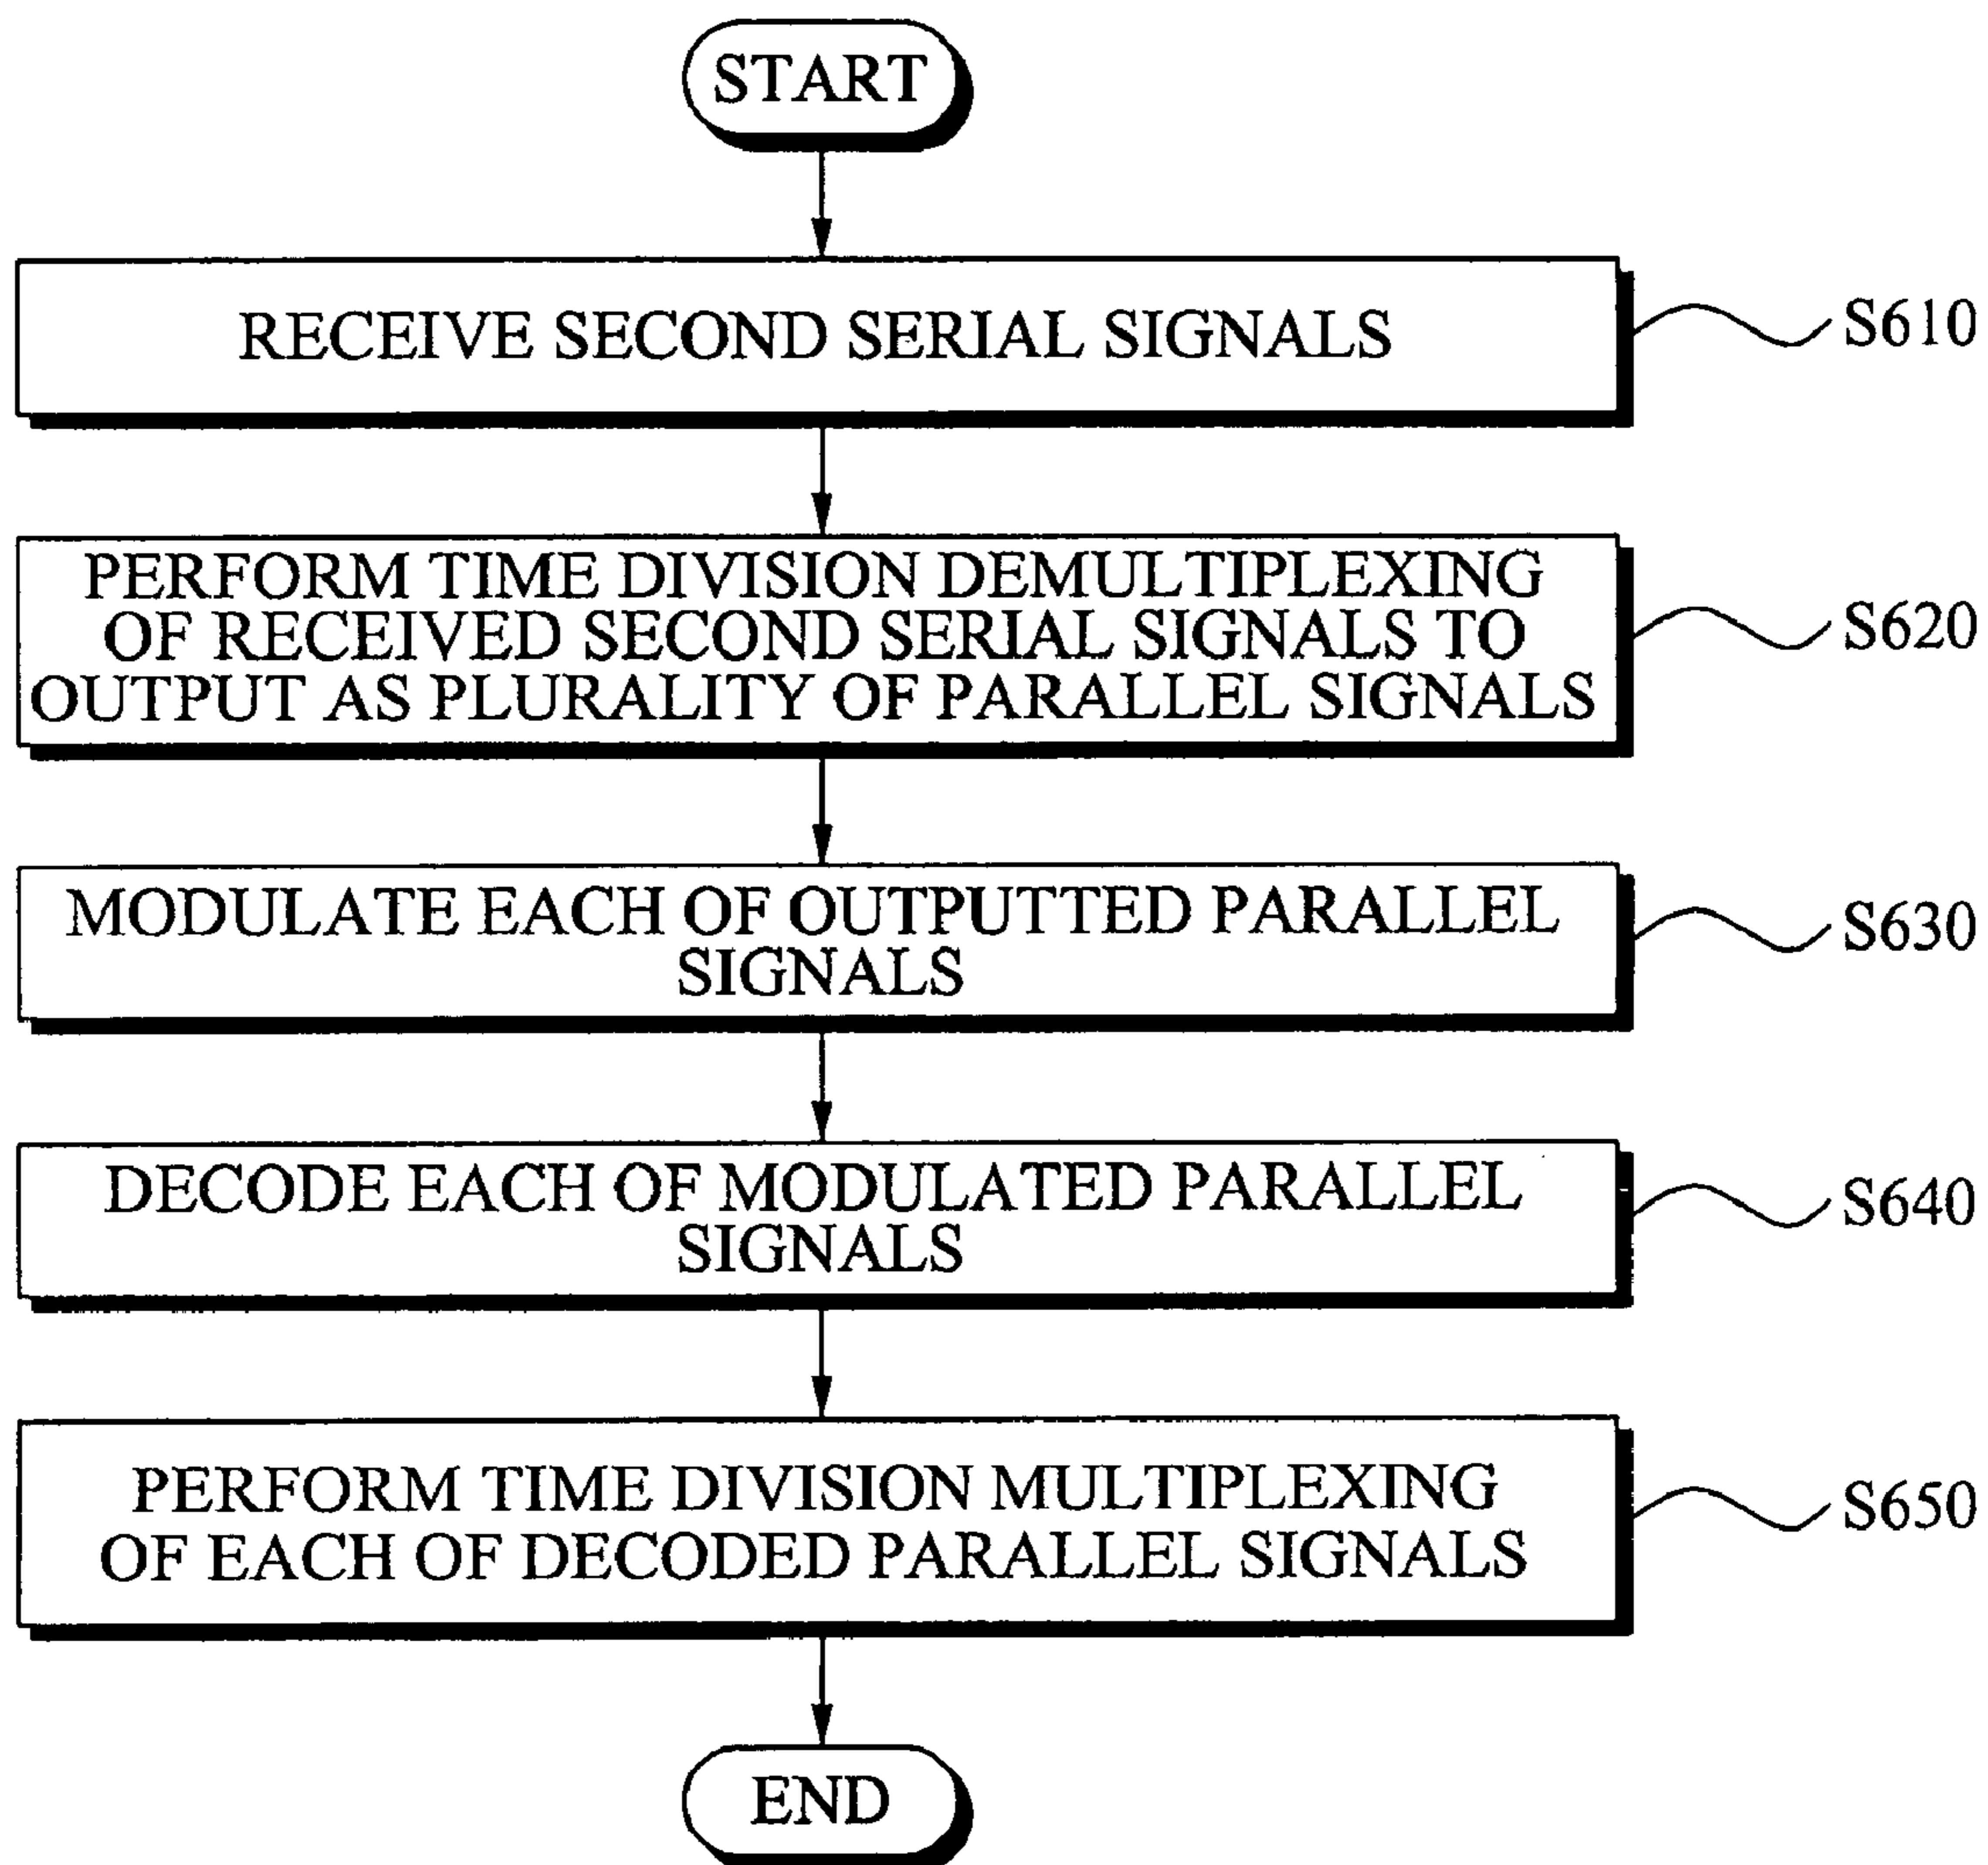 START
RECEIVE SECOND SERIAL SIGNALS
S610
PERFORM TIME DIVISION DEMULTIPLEXING
OF RECEIVED SECOND SERIAL SIGNALS TO
OUTPUT AS PLURALITY OF PARALLEL SIGNALS
S620
MODULATE EACH OF OUTPUTTED PARALLEL
SIGNALS
S630
DECODE EACH OF MODULATED PARALLEL
SIGNALS
S640
PERFORM TIME DIVISION MULTIPLEXING
OF EACH OF DECODED PARALLEL SIGNALS
S650
END